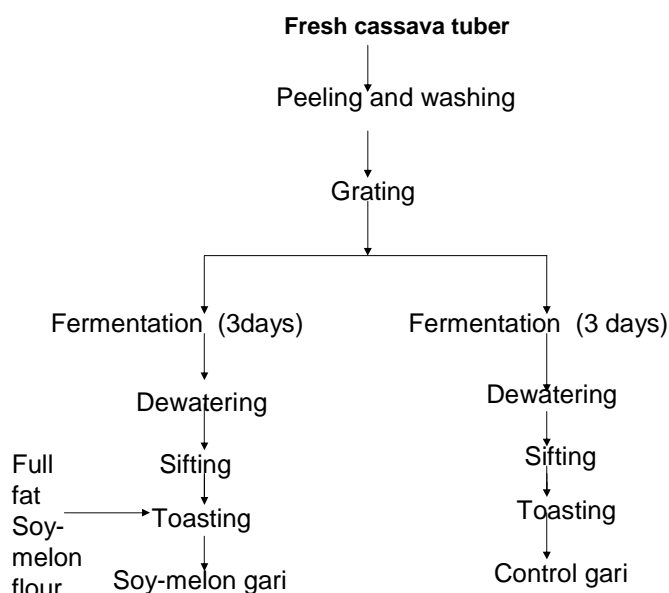 Fresh cassava tuber
Peeling and washing
Grating
Fermentation (3days)
Fermentation (3 days)
Dewatering
Dewatering
Sifting
Sifting
Full
fat
Soy-
melon
flour
Toasting
Toasting
Soy-melon gari
Control gari